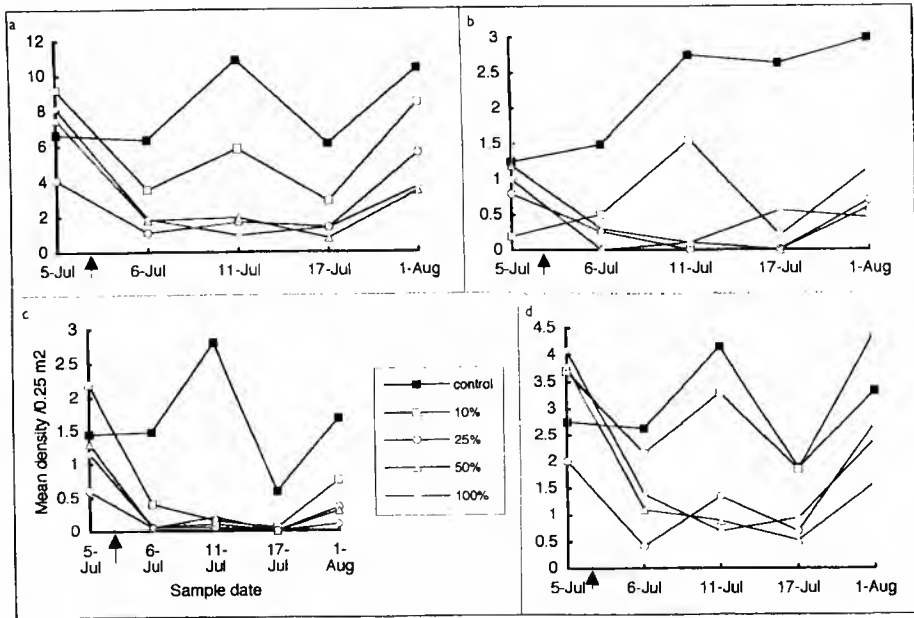 a
12
10
8
6
4
2
0
5-Jul 6-Jul 11-Jul 17-Jul 1-Aug
b
3
2.5
2
1.5
1
0.5
0
5-Jul 6-Jul 11-Jul 17-Jul 1-Aug
c
Mean density /0.25 m2
3
2.5
2
1.5
1
0.5
0
5- 6- 11- 17- 1-
Jul Jul Jul Jul Aug
Sample date
control
10%
25%
50%
100%
d
4.5
4
3.5
3
2.5
2
1.5
1
0.5
0
5-Jul 6-Jul 11-Jul 17-Jul 1-Aug